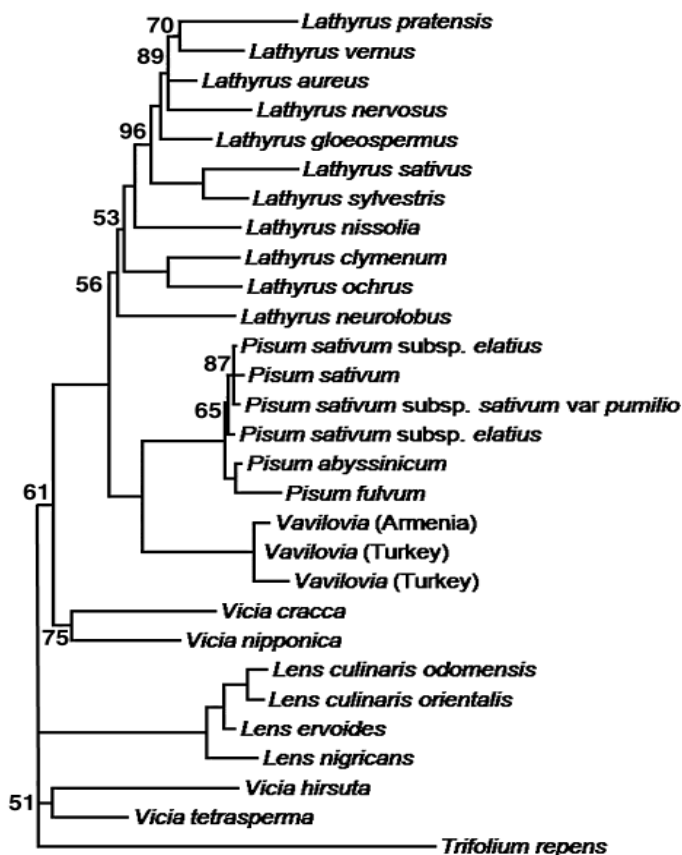 70
Lathyrus pratensis
Lathyrus vernus
89
Lathyrus aureus
Lathyrus nervosus
96
Lathyrus gloeospermus
Lathyrus sativus
Lathyrus sylvestris
53
Lathyrus nissolia
Lathyrus clymenum
56
Lathyrus ochrus
Lathyrus neurolobus
Pisum sativum subsp. elatius
87
Pisum sativum
65
Pisum sativum subsp. sativum var pumilio
Pisum sativum subsp. elatius
Pisum abyssinicum
61
Pisum fulvum
Vavilovia (Armenia)
Vavilovia (Turkey)
Vavilovia (Turkey)
Vicia cracca
75
Vicia nipponica
Lens culinaris odomensis
Lens culinaris orientalis
Lens ervoides
Lens nigricans
51
Vicia hirsuta
Vicia tetrasperma
Trifolium repens